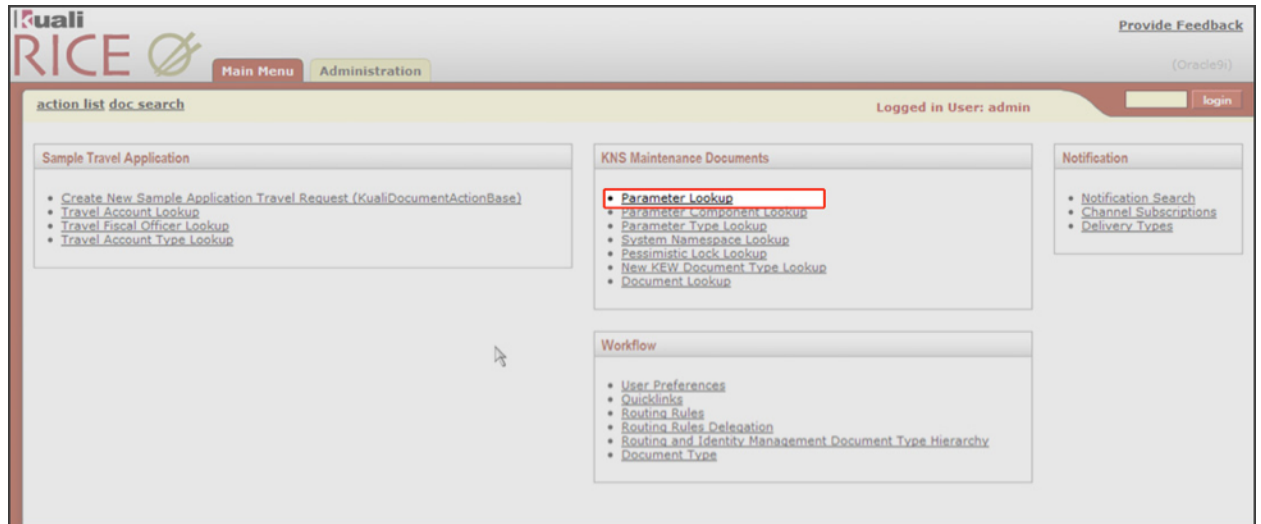 Kuali
RICE
Provide Feedback
Main Menu Administration
(Oracle9i)
action list doc search
Logged in User: admin
login
Sample Travel Application
Create New Sample Application Travel Request (KualiDocumentActionBase)
Travel Account Lookup
Travel Fiscal Officer Lookup
Travel Account Type Lookup
KNS Maintenance Documents
Parameter Lookup
Parameter Component Lookup
Parameter Type Lookup
System Namespace Lookup
Pessimistic Lock Lookup
New KEW Document Type Lookup
Document Lookup
Workflow
User Preferences
Quicklinks
Routing Rules
Routing Rules Delegation
Routing and Identity Management Document Type Hierarchy
Document Type
Notification
Notification Search
Channel Subscriptions
Delivery Types